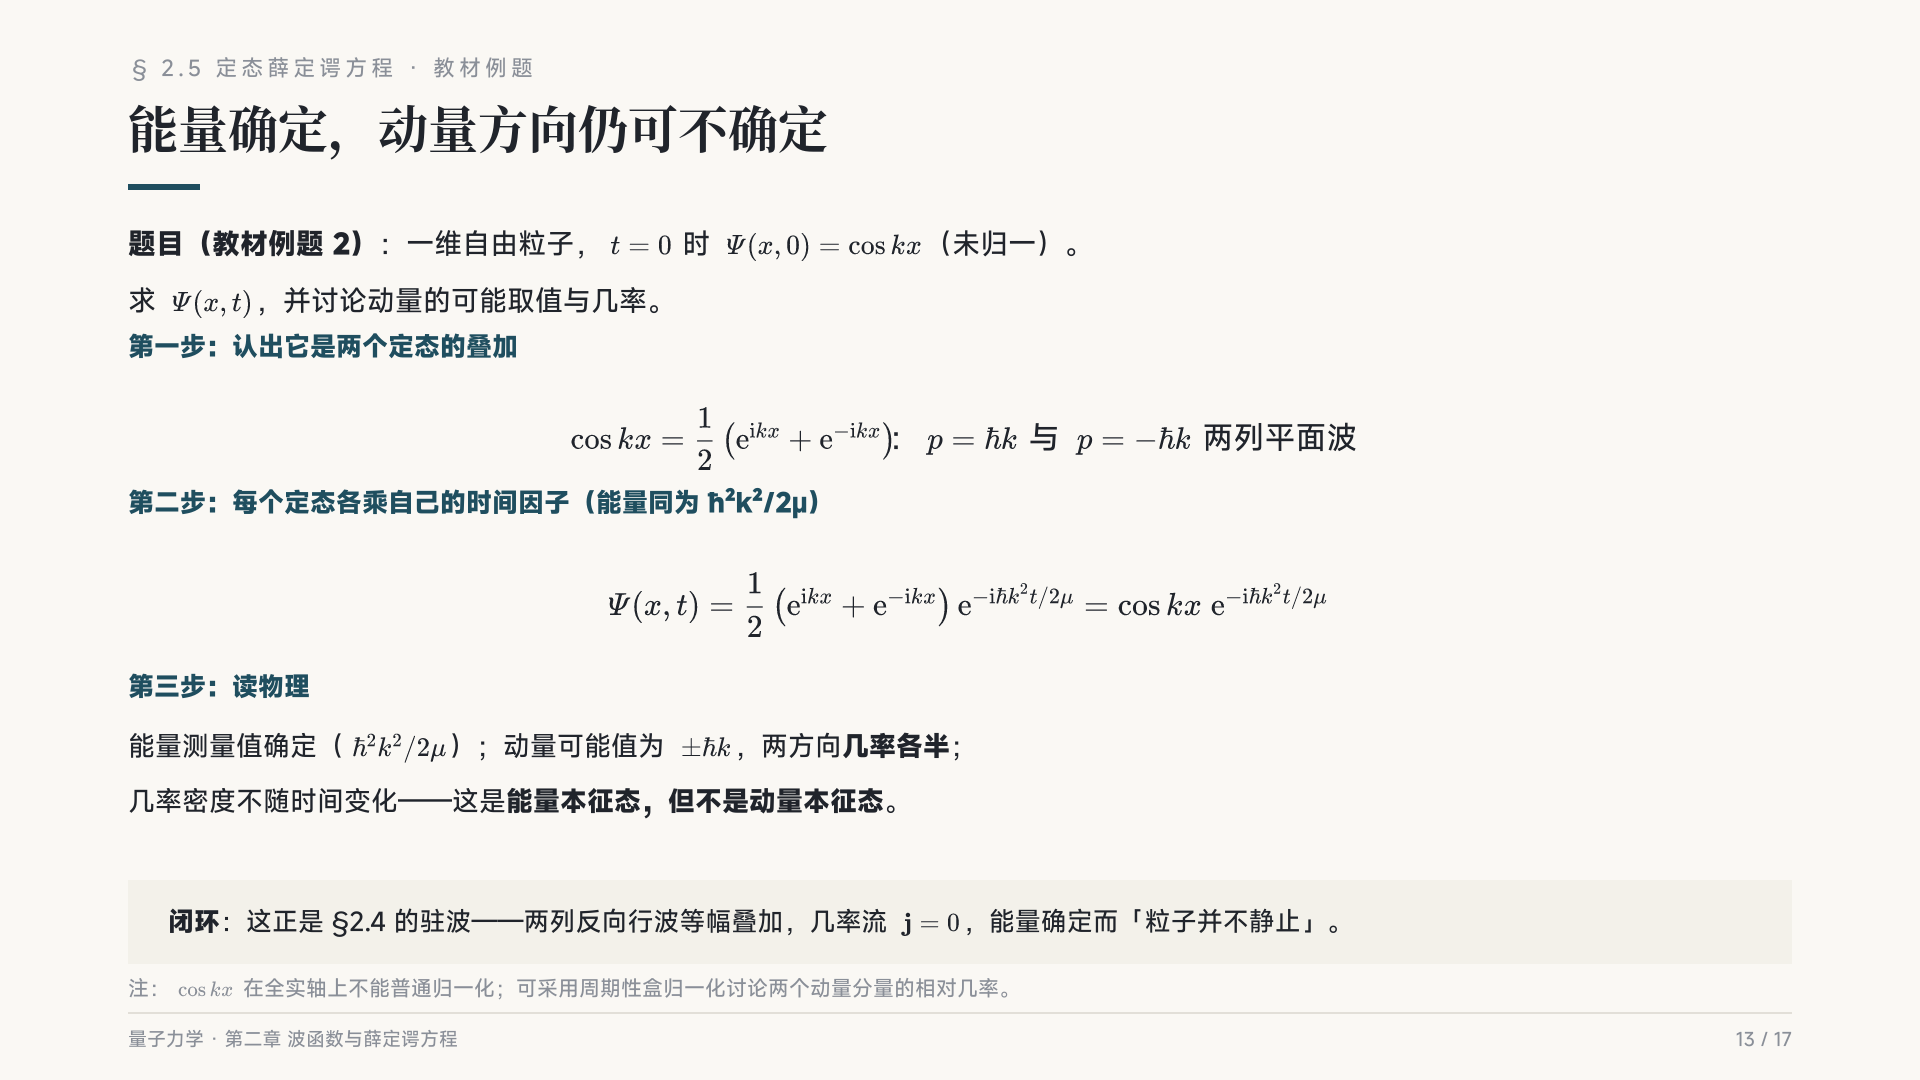 § 2.5 定态薛定谔方程 · 教材例题
能量确定，动量方向仍可不确定
题目（教材例题 2）：一维自由粒子， t = 0 时 Ψ(x, 0) = cos kx（未归一）。
求 Ψ(x, t)，并讨论动量的可能取值与几率。
第一步：认出它是两个定态的叠加
cos kx = 1/2 (e^{ikx} + e^{−ikx})： p = ħk 与 p = −ħk 两列平面波
第二步：每个定态各乘自己的时间因子（能量同为 ħ²k²/2μ）
Ψ(x, t) = 1/2 (e^{ikx} + e^{−ikx}) e^{−iħk²t/2μ} = cos kx e^{−iħk²t/2μ}
第三步：读物理
能量测量值确定（ ħ²k²/2μ）；动量可能值为 ±ħk，两方向几率各半；
几率密度不随时间变化——这是能量本征态，但不是动量本征态。
闭环：这正是 §2.4 的驻波——两列反向行波等幅叠加，几率流 j = 0，能量确定而「粒子并不静止」。
注： cos kx 在全实轴上不能普通归一化；可采用周期性盒归一化讨论两个动量分量的相对几率。
量子力学 · 第二章 波函数与薛定谔方程
13 / 17